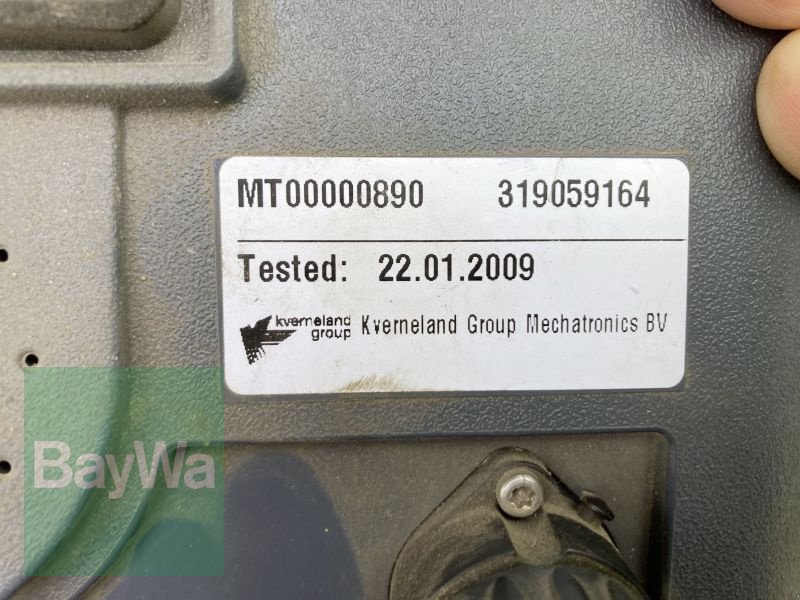 MT00000890 319059164
Tested: 22.01.2009
kverneland
group
Kverneland Group Mechatronics BV
BayWa